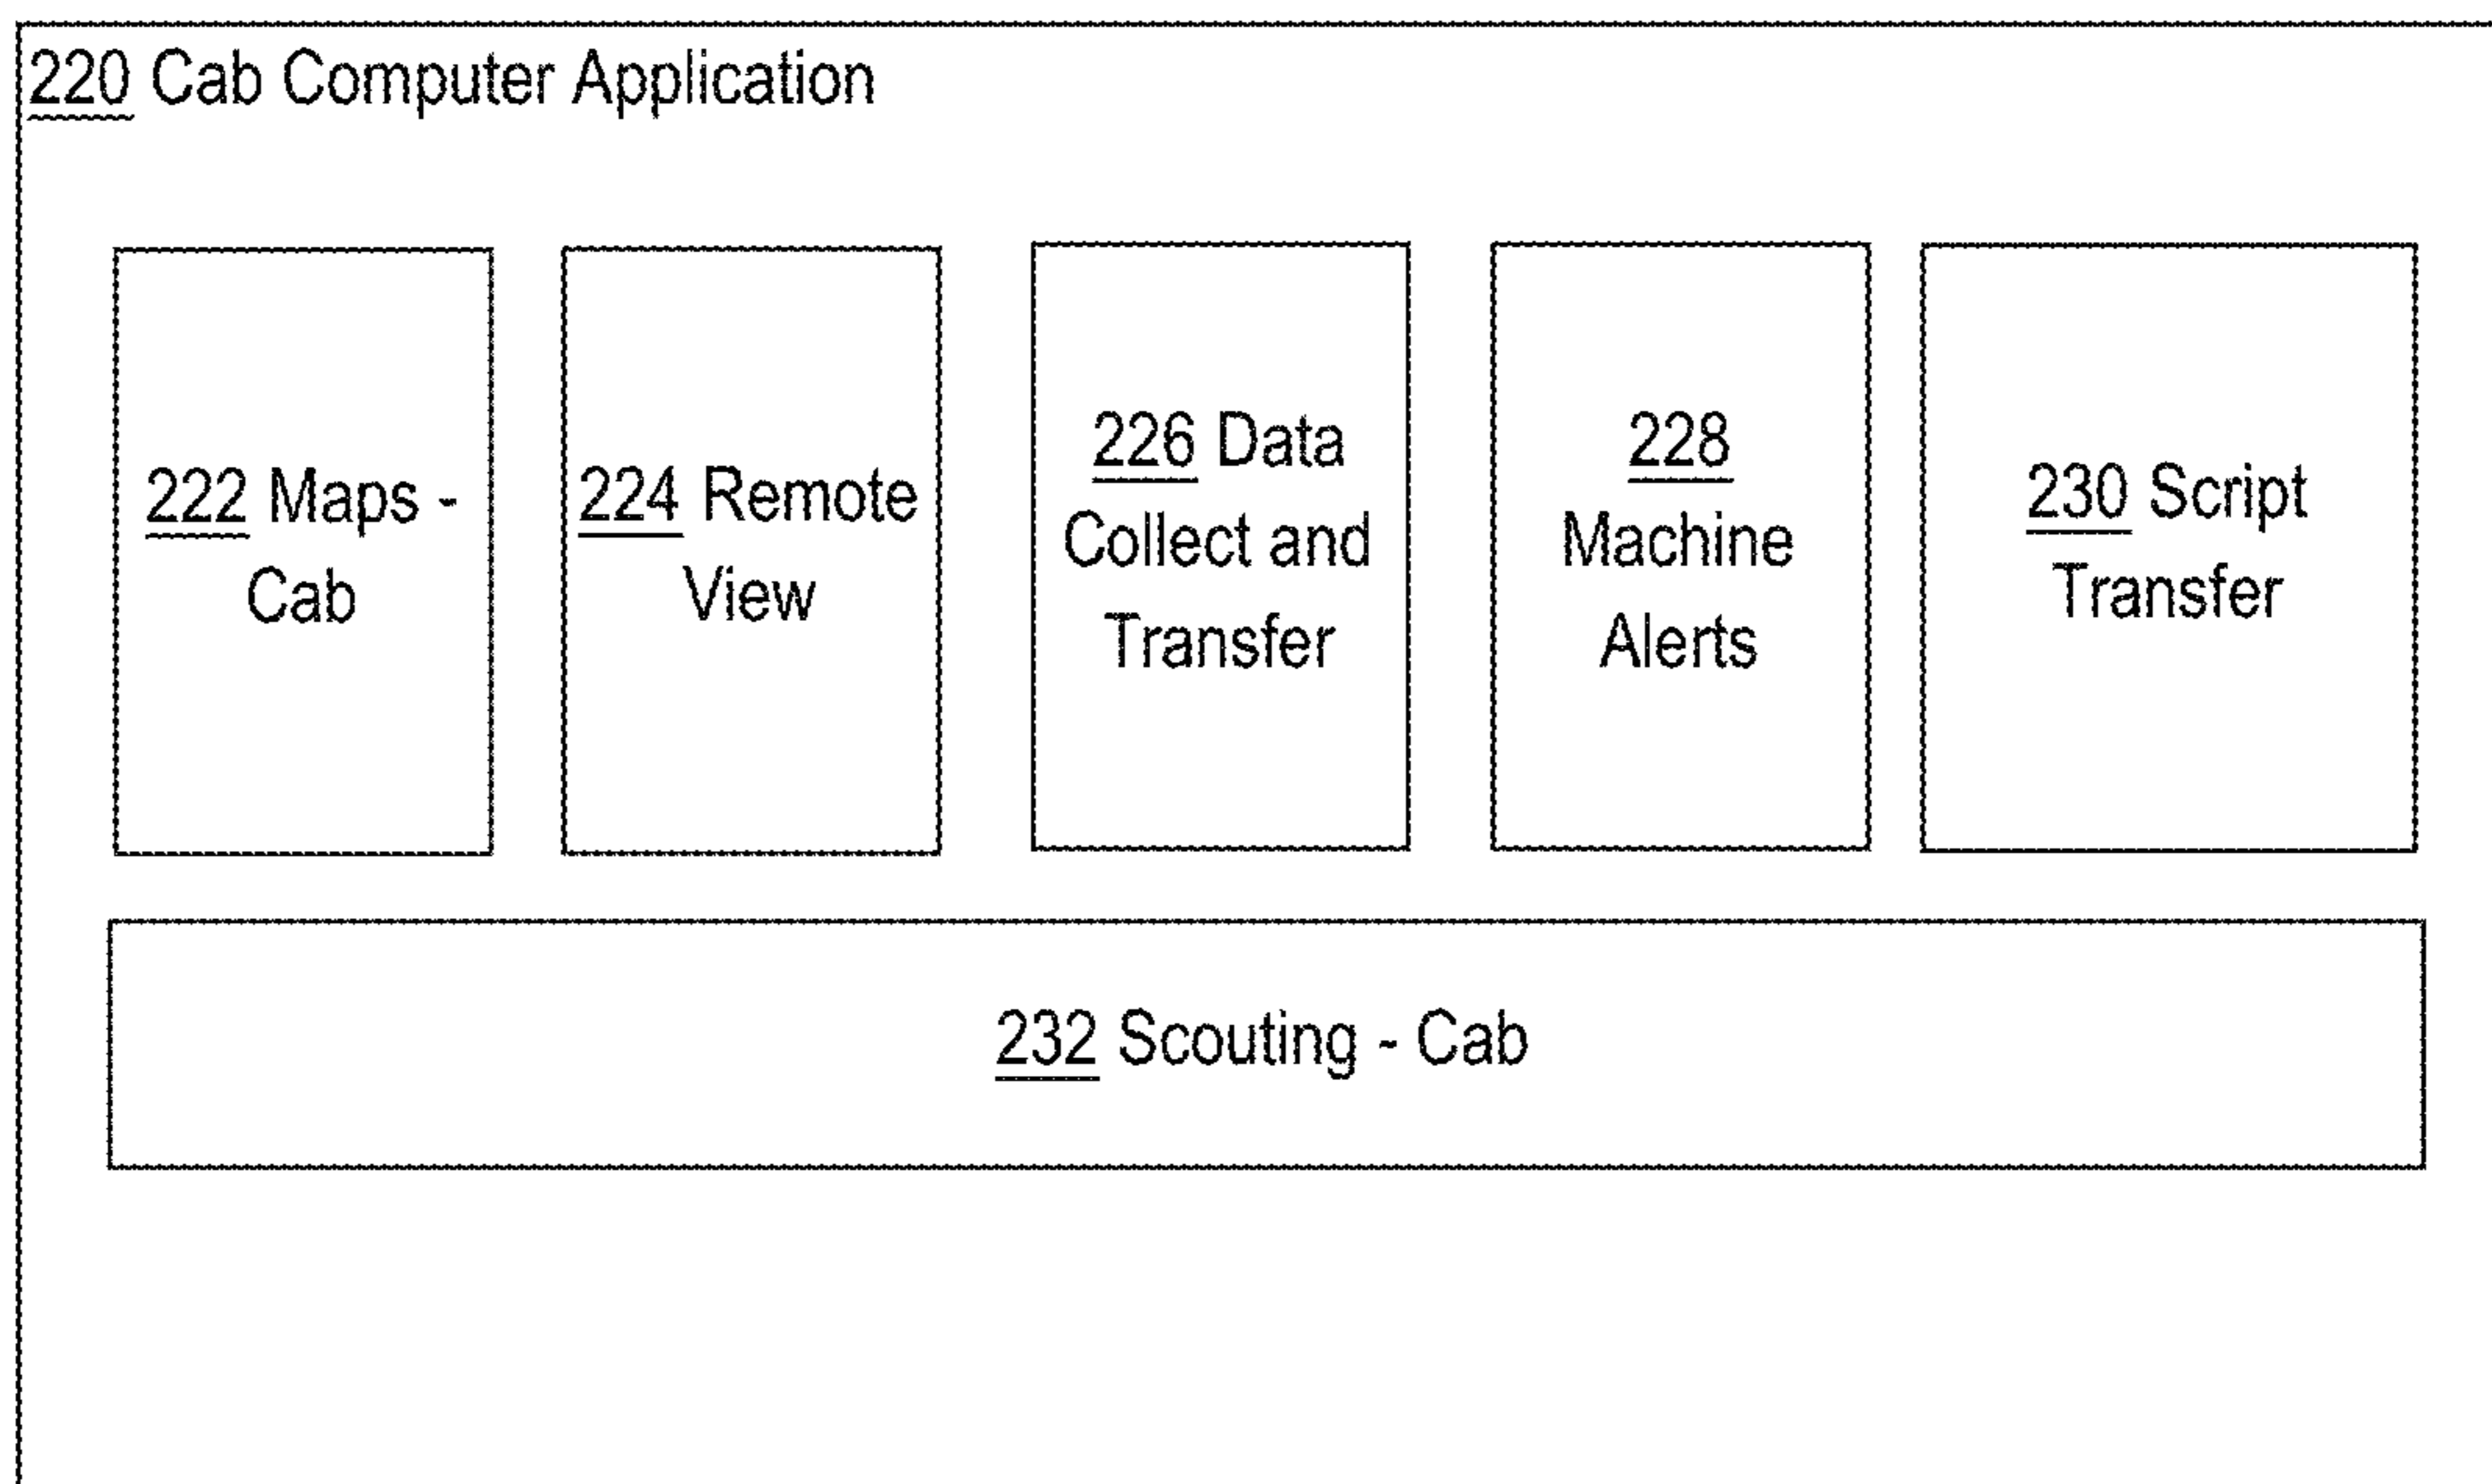 220 Cab Computer Application
222 Maps -
Cab
224 Remote
View
226 Data
Collect and
Transfer
228
Machine
Alerts
230 Script
Transfer
232 Scouting - Cab